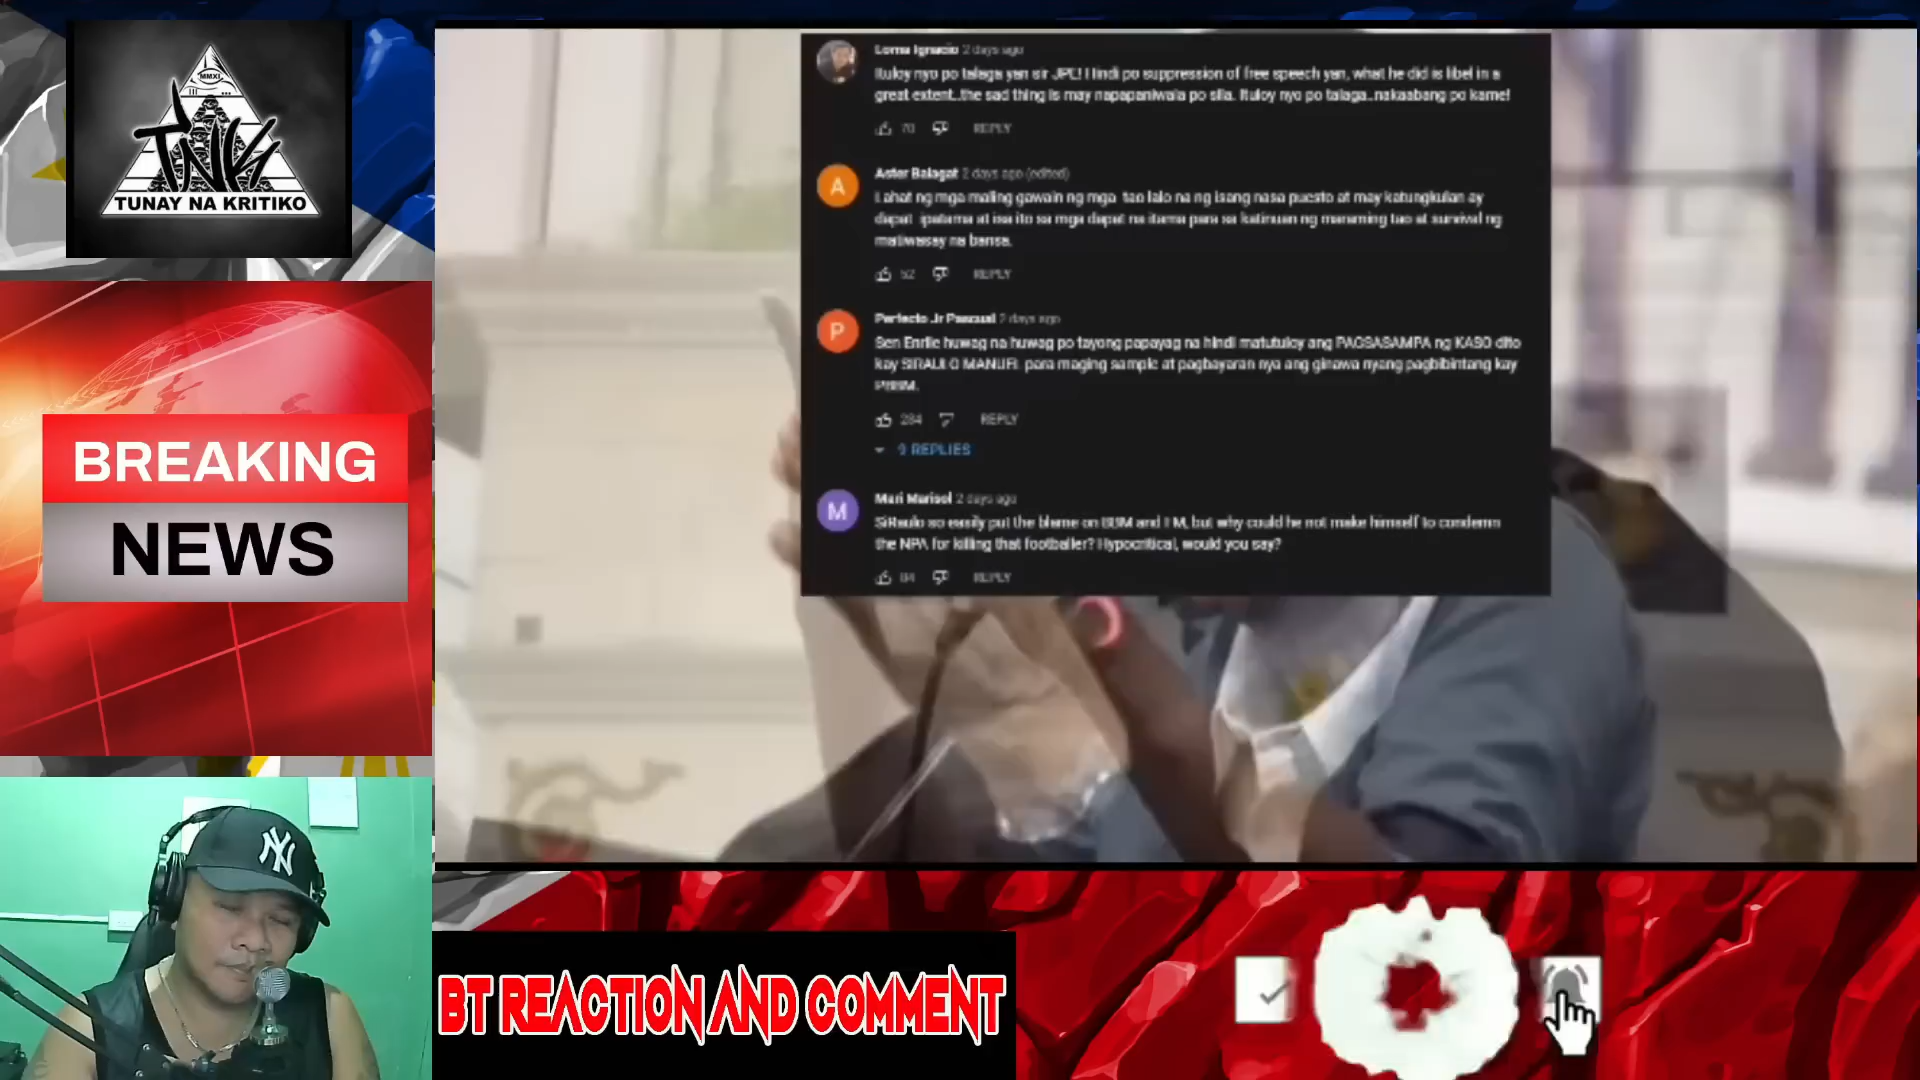 MMXI
TNK
TUNAY NA KRITIKO
BREAKING
NEWS
Lorna Ignacio 2 days ago
Ituloy nyo po talaga yan sir JPE! Hindi po suppression of free speech yan, what he did is libel in a
great extent..the sad thing is may napapaniwala po sila. Ituloy nyo po talaga..nakaabang po kame!
70 REPLY
A
Aster Balagat 2 days ago (edited)
Lahat ng mga maling gawain ng mga tao lalo na ng isang nasa puesto at may katungkulan ay
dapat ipatama at isa ito sa mga dapat na itama para sa katinuan ng maraming tao at survival ng
matiwasay na bansa.
52 REPLY
P
Perfecto Jr Pascual 2 days ago
Sen Enrile huwag na huwag po tayong papayag na hindi matutuloy ang PAGSASAMPA ng KASO dito
kay SIRAULO MANUEL para maging sample at pagbayaran nya ang ginawa nyang pagbibintang kay
PBBM.
284 REPLY
9 REPLIES
M
Mari Marisol 2 days ago
SiRaulo so easily put the blame on BBM and FM, but why could he not make himself to condemn
the NPA for killing that footballer? Hypocritical, would you say?
84 REPLY
NY
BT REACTION AND COMMENT